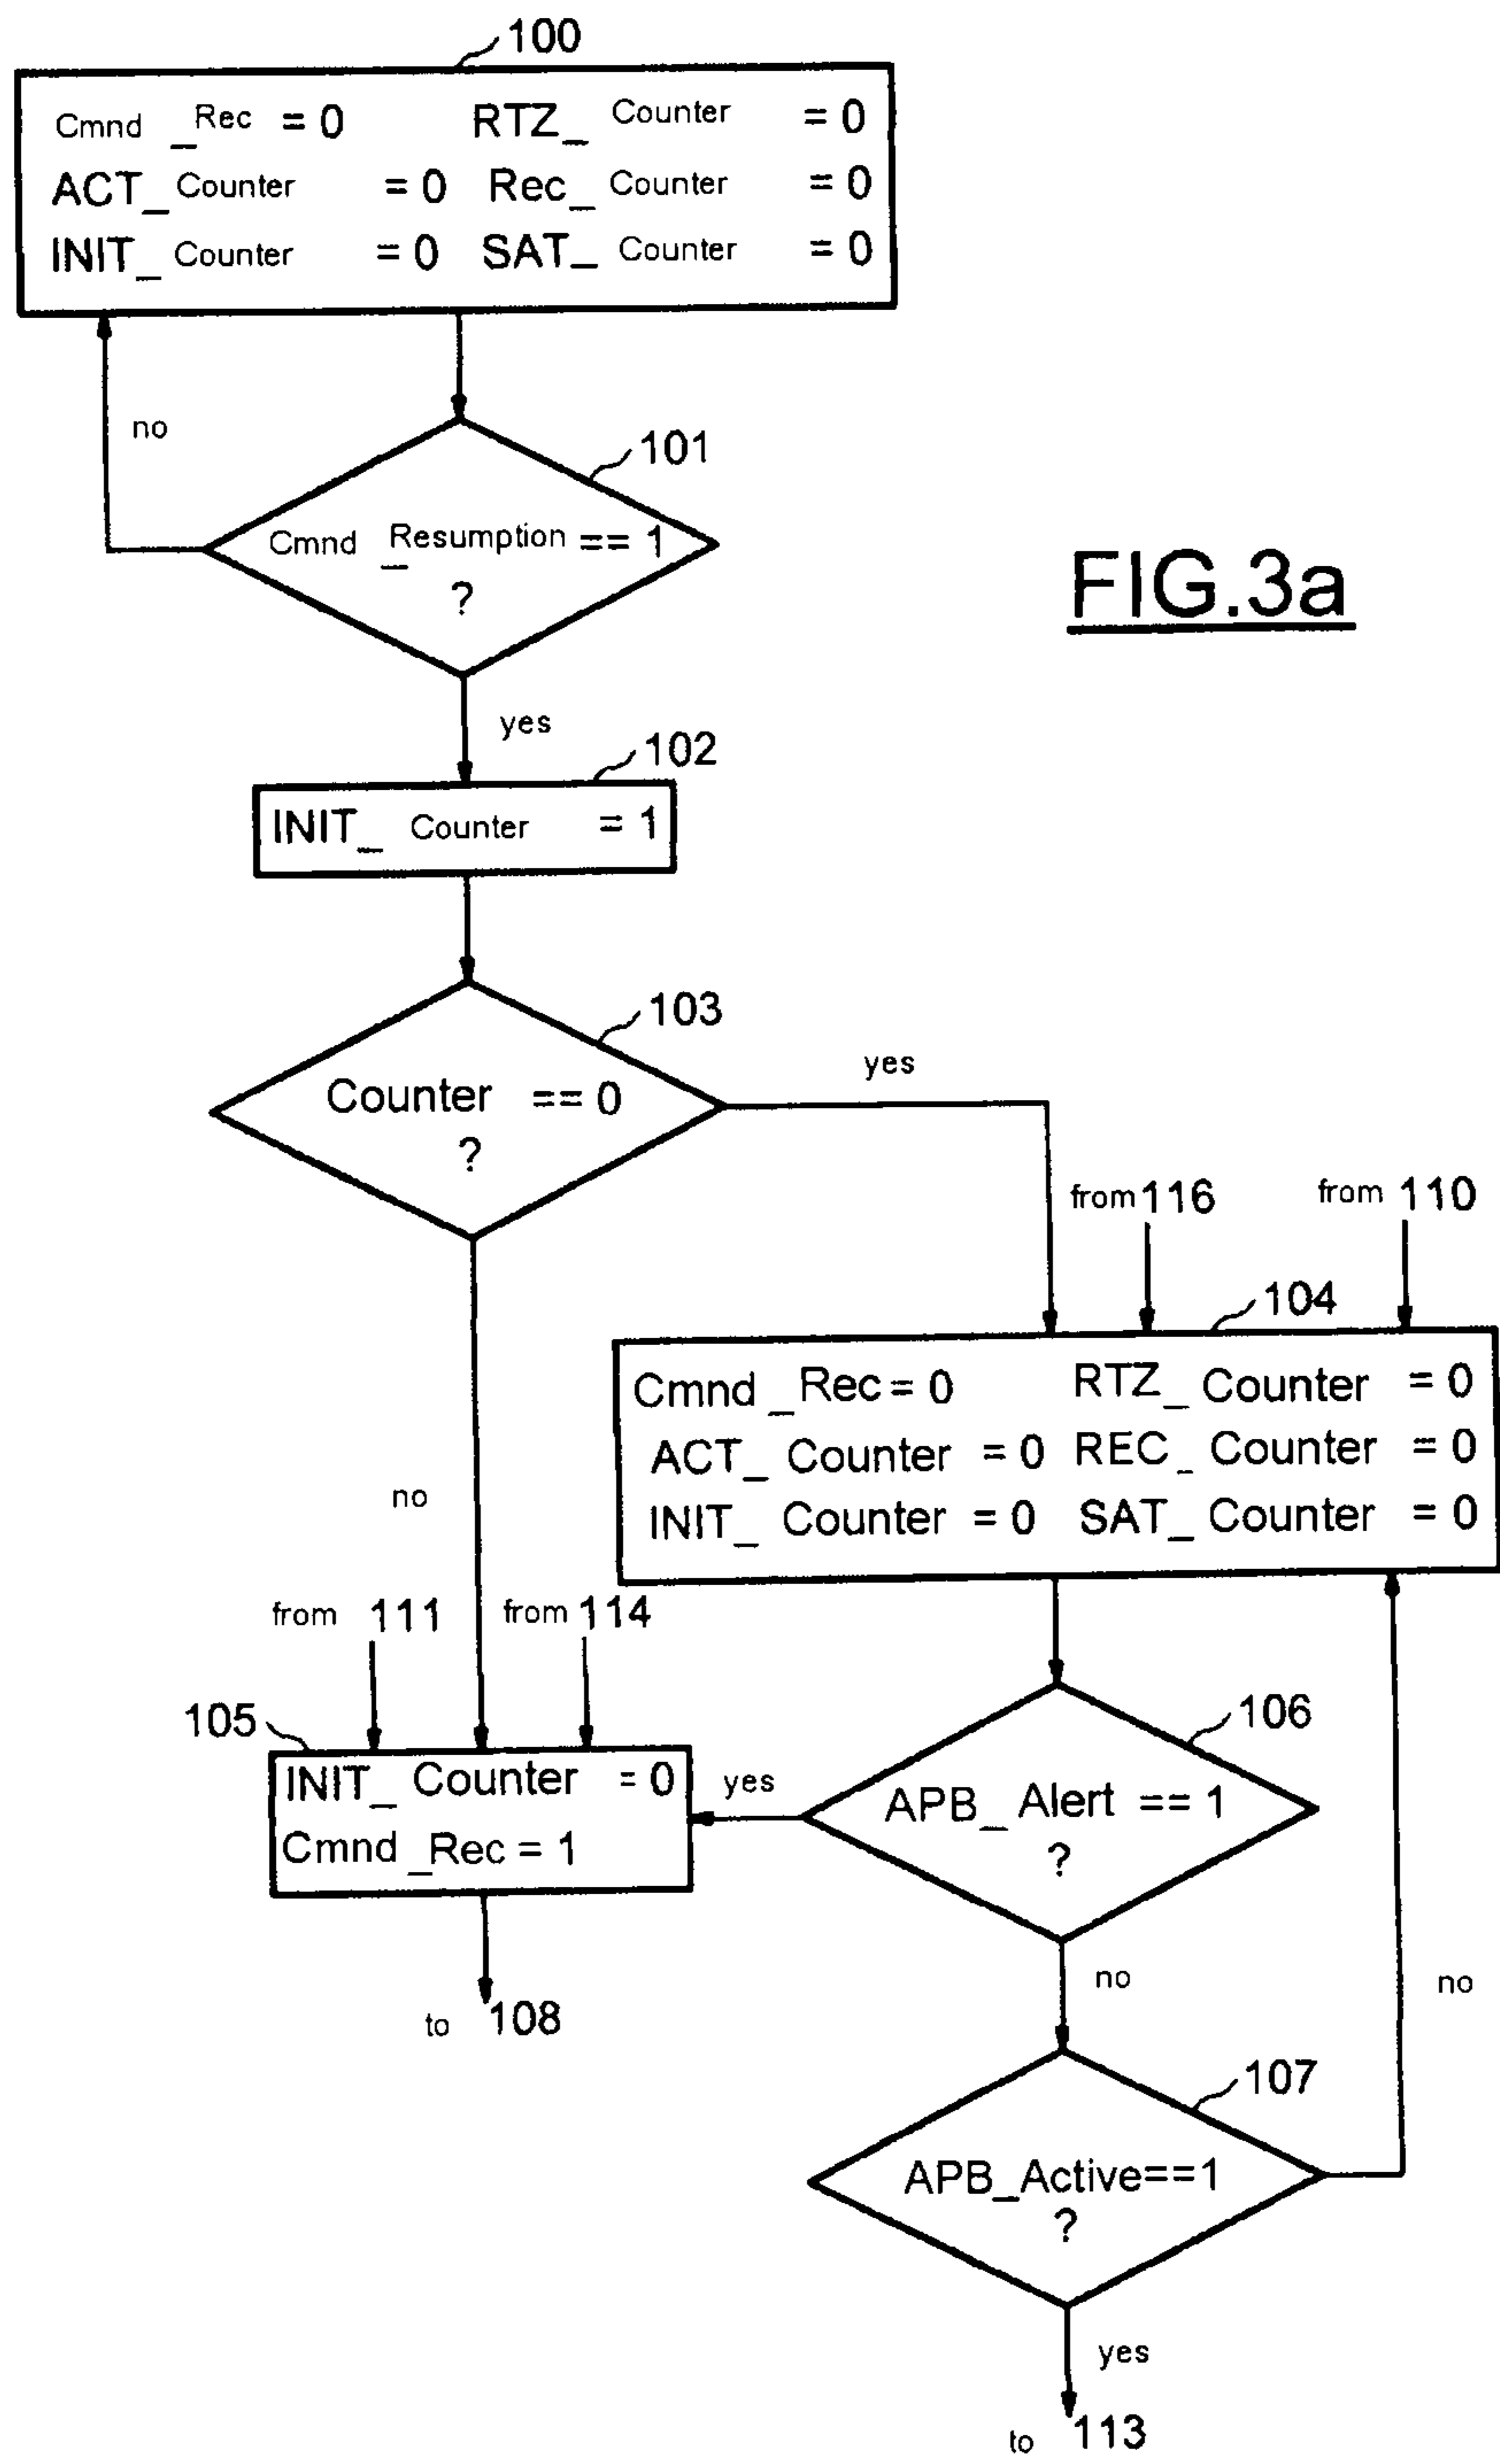 100
Cmnd _Rec = 0 RTZ_ Counter = 0
ACT_ Counter = 0 Rec_ Counter = 0
INIT_ Counter = 0 SAT_ Counter = 0
no
101
Cmnd _Resumption == 1
?
FIG.3a
yes
102
INIT_ Counter = 1
103
yes
Counter == 0
?
from 116 from 110
104
Cmnd _Rec = 0 RTZ_ Counter = 0
ACT_ Counter = 0 REC_ Counter = 0
INIT_ Counter = 0 SAT_ Counter = 0
no
from 111 from 114
105
106
INIT_ Counter = 0
Cmnd _Rec = 1
yes
APB_ Alert == 1
?
no
no
to 108
107
APB_Active==1
?
yes
to 113